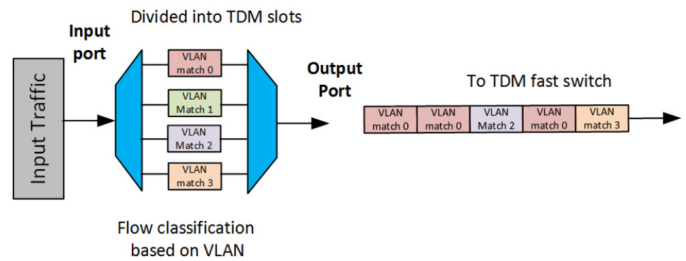 Divided into TDM slots
Input
port
Input Traffic
VLAN
match 0
VLAN
Match 1
VLAN
Match 2
VLAN
match 3
Flow classification
based on VLAN
Output
Port
To TDM fast switch
VLAN
match 0
VLAN
match 0
VLAN
Match 2
VLAN
match 0
VLAN
match 3